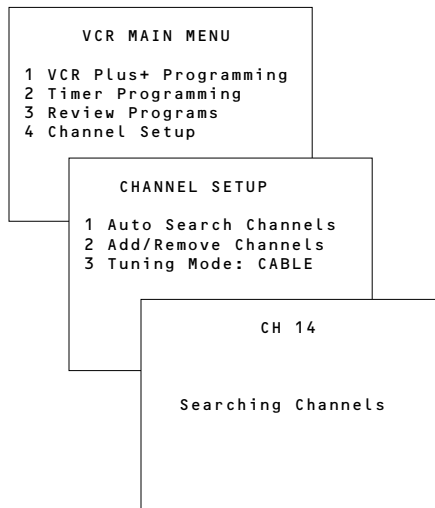 VCR MAIN MENU
1 VCR Plus+ Programming
2 Timer Programming
3 Review Programs
4 Channel Setup
CHANNEL SETUP
1 Auto Search Channels
2 Add/Remove Channels
3 Tuning Mode: CABLE
CH 14
Searching Channels